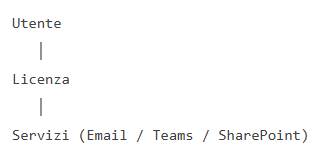 Utente
|
Licenza
|
Servizi (Email / Teams / SharePoint)